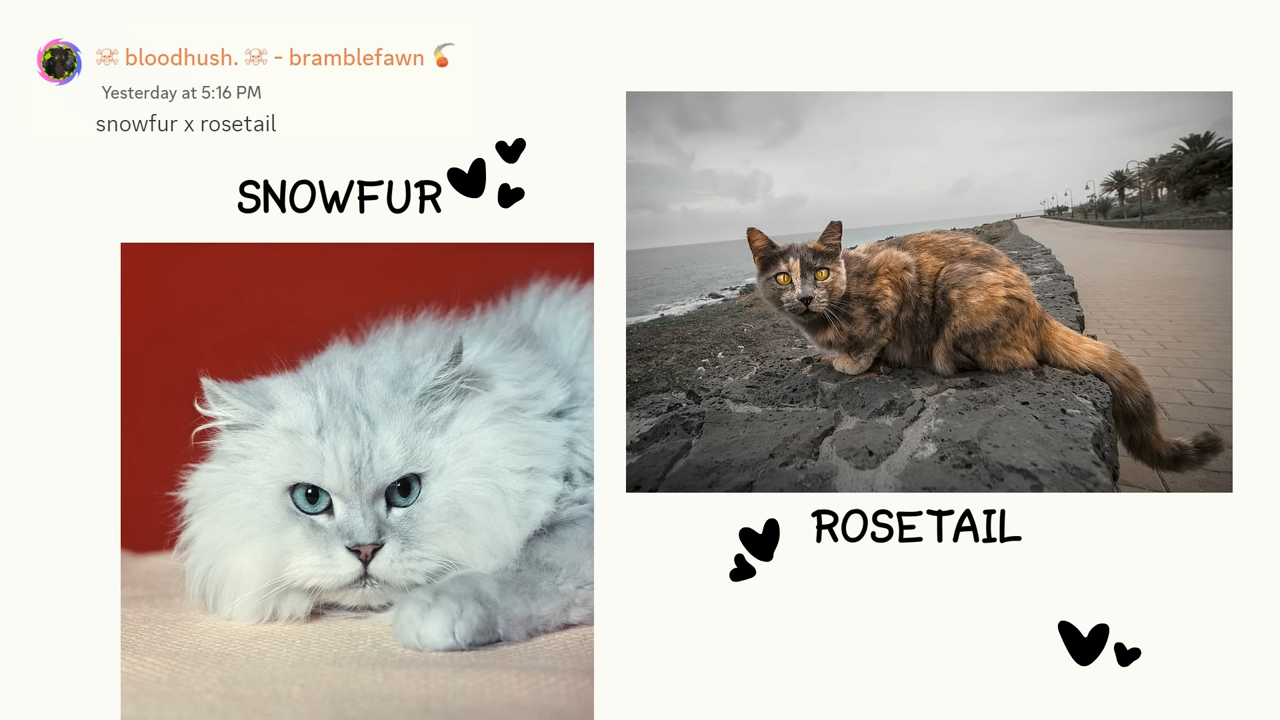 ☠ bloodhush. ☠ - bramblefawn ☄
Yesterday at 5:16 PM
snowfur x rosetail
SNOWFUR
ROSETAIL